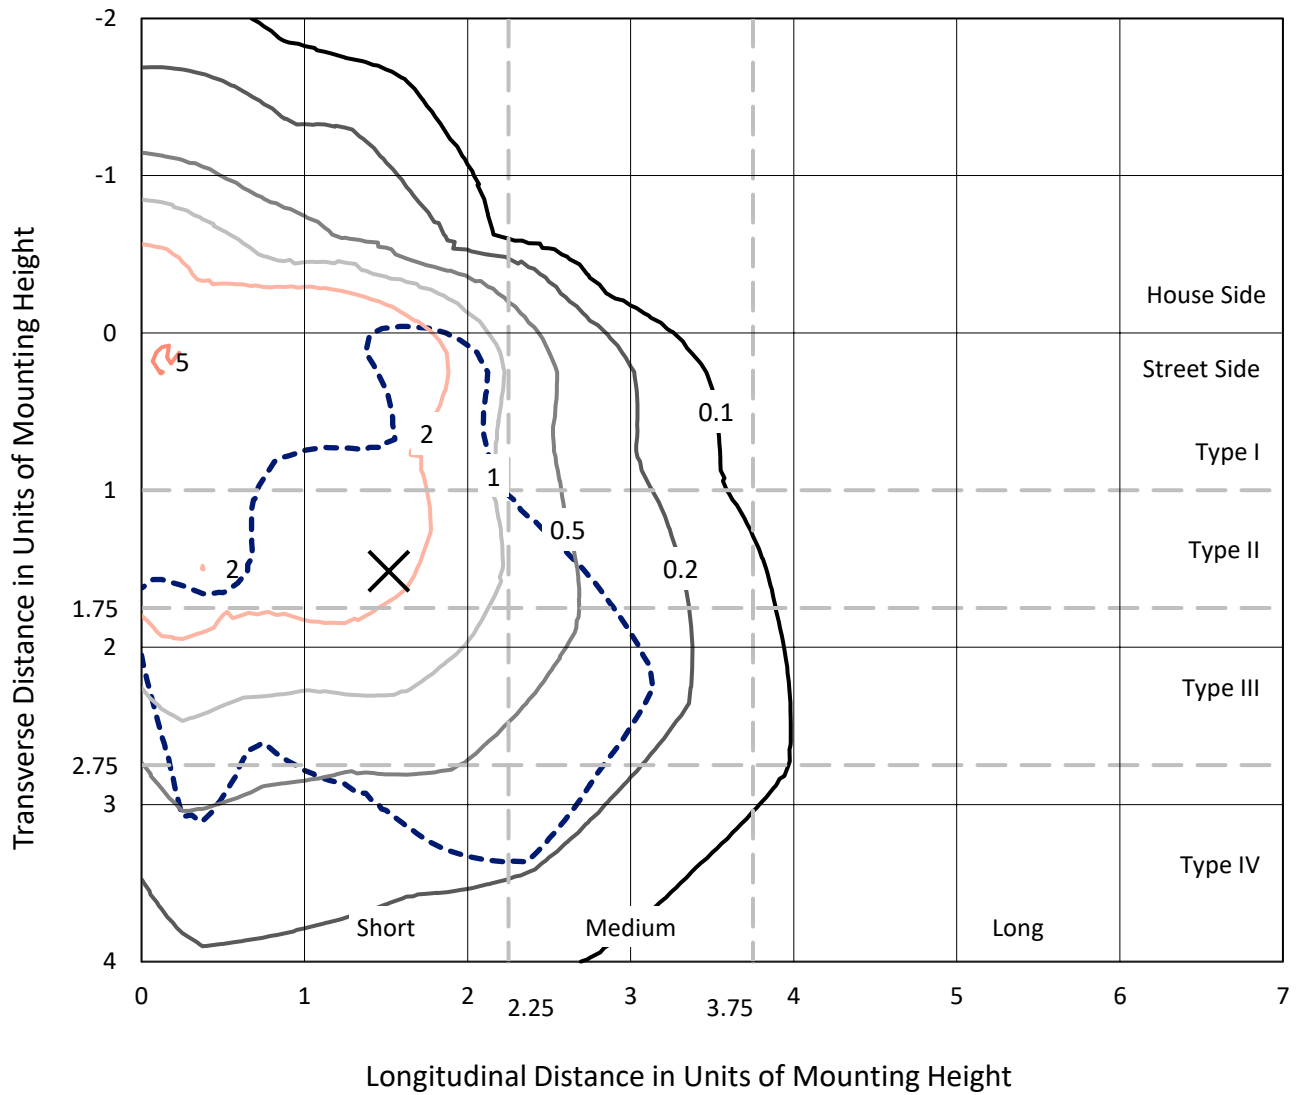 -2
-1
0
1
1.75
2
2.75
3
4
Transverse Distance in Units of Mounting Height
House Side
Street Side
Type I
Type II
Type III
Type IV
5
2
2
1
0.5
0.2
0.1
Short
Medium
Long
0
1
2
2.25
3
3.75
4
5
6
7
Longitudinal Distance in Units of Mounting Height